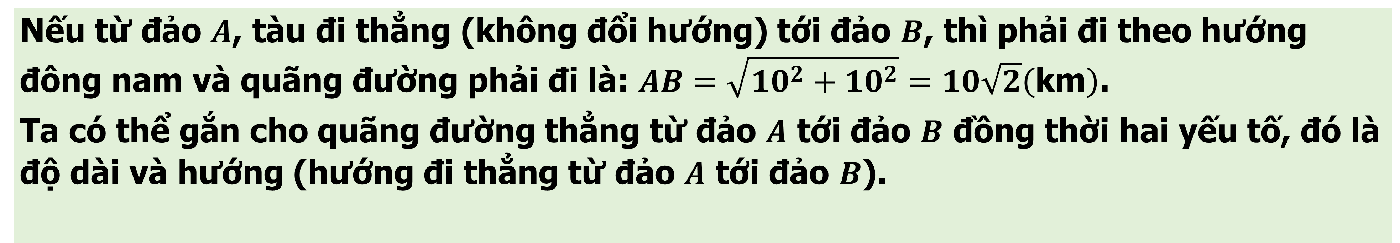 Nếu từ đảo A, tàu đi thẳng (không đổi hướng) tới đảo B, thì phải đi theo hướng
đông nam và quãng đường phải đi là: AB = √(10² + 10²) = 10√2(km).
Ta có thể gắn cho quãng đường thẳng từ đảo A tới đảo B đồng thời hai yếu tố, đó là
độ dài và hướng (hướng đi thẳng từ đảo A tới đảo B).